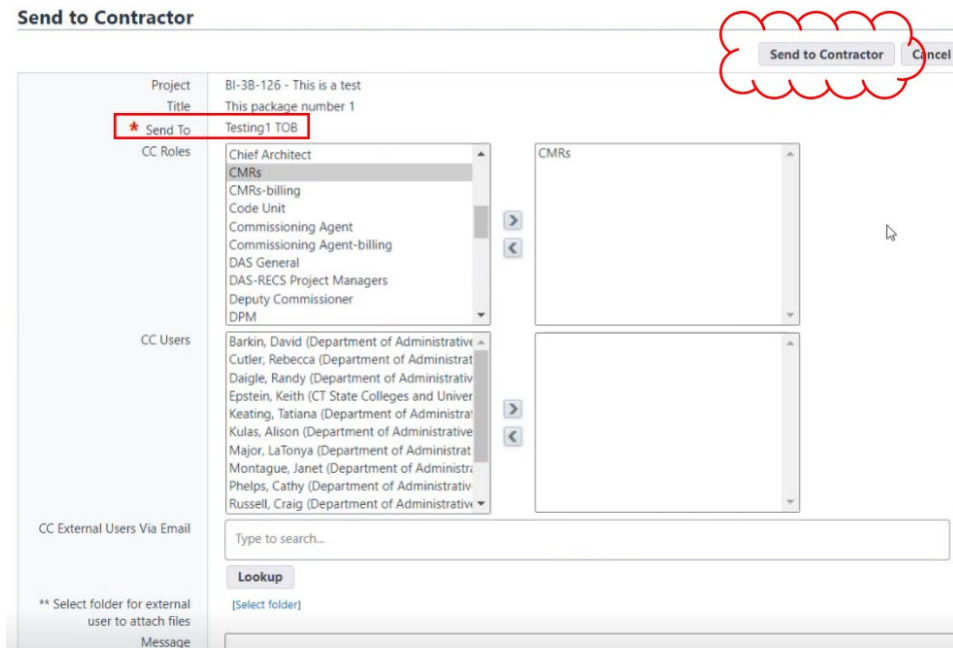 Send to Contractor
Send to Contractor Cancel
Project BI-3B-126 - This is a test
Title This package number 1
* Send To Testing1 TOB
CC Roles
Chief Architect
CMRs
CMRs-billing
Code Unit
Commissioning Agent
Commissioning Agent-billing
DAS General
DAS-RECS Project Managers
Deputy Commissioner
DPM
CMRs
CC Users
Barkin, David (Department of Administrative
Cutler, Rebecca (Department of Administrat
Daigle, Randy (Department of Administrativ
Epstein, Keith (CT State Colleges and Univer
Keating, Tatiana (Department of Administra
Kulas, Alison (Department of Administrative
Major, LaTonya (Department of Administrat
Montague, Janet (Department of Administra
Phelps, Cathy (Department of Administrativ
Russell, Craig (Department of Administrative
CC External Users Via Email
Type to search...
Lookup
** Select folder for external [Select folder]
user to attach files
Message